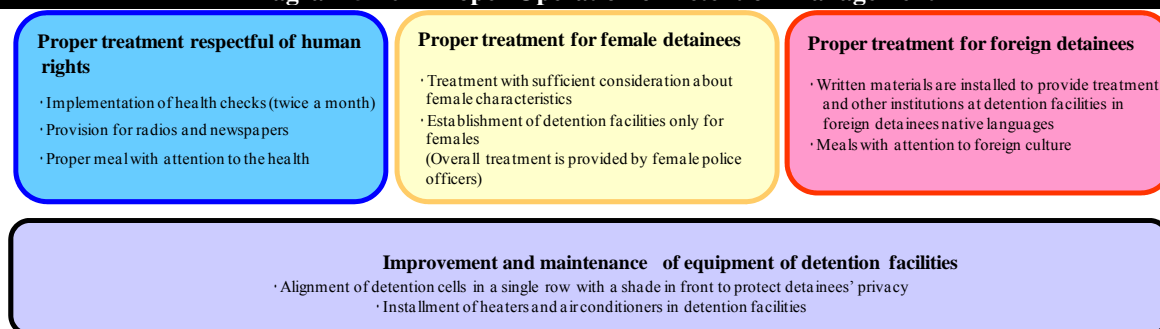 Proper treatment respectful of human
rights
·Implementation of health checks (twice a month)
·Provision for radios and newspapers
·Proper meal with attention to the health
Proper treatment for female detainees
·Treatment with sufficient consideration about
female characteristics
·Establishment of detention facilities only for
females
(Overall treatment is provided by female police
officers)
Proper treatment for foreign detainees
·Written materials are installed to provide treatment
and other institutions at detention facilities in
foreign detainees native languages
·Meals with attention to foreign culture
Improvement and maintenance of equipment of detention facilities
·Alignment of detention cells in a single row with a shade in front to protect detainees' privacy
·Installment of heaters and air conditioners in detention facilities